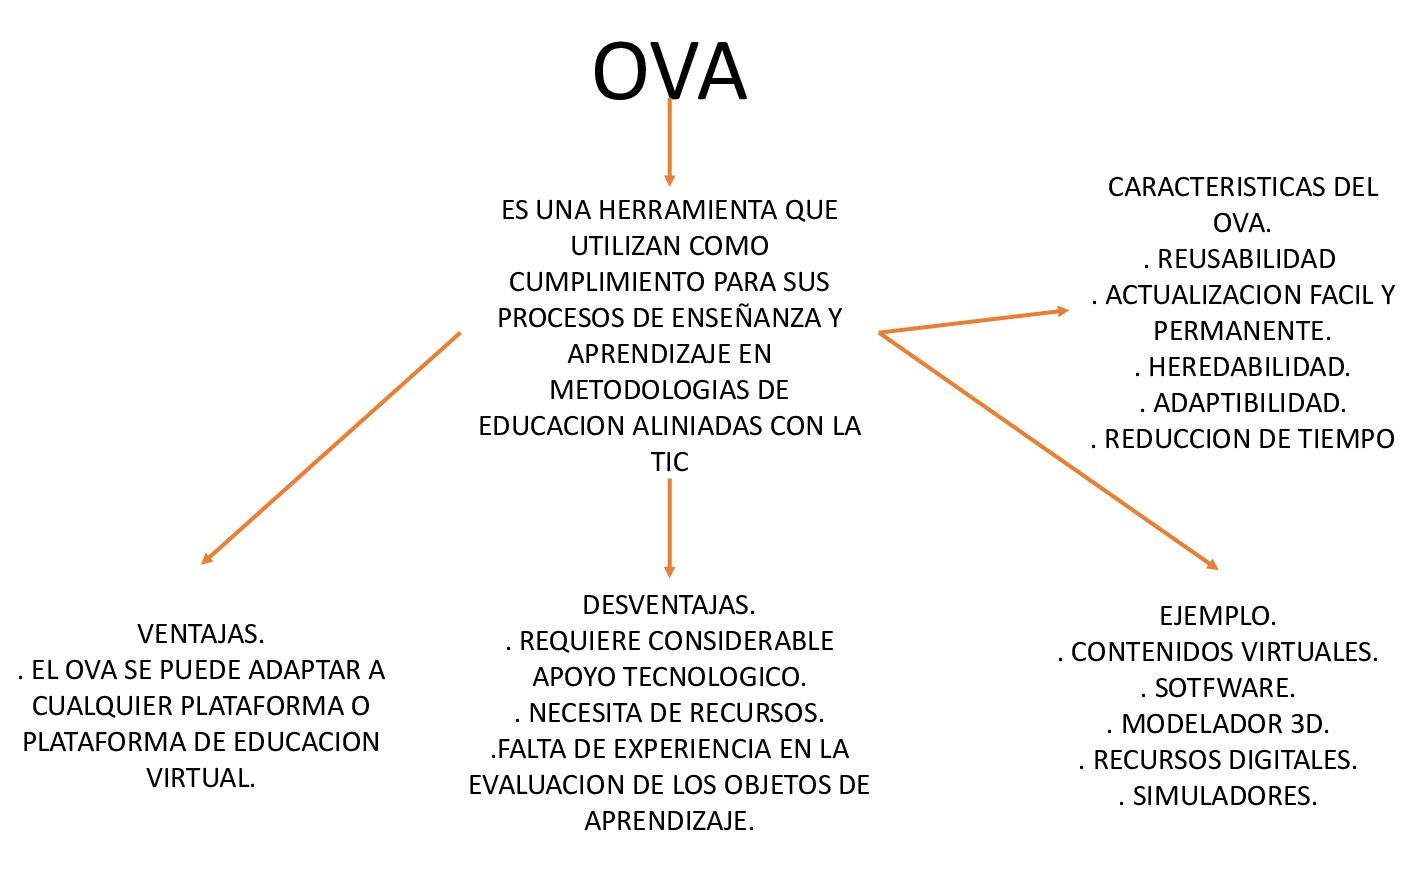 OVA
ES UNA HERRAMIENTA QUE
UTILIZAN COMO
CUMPLIMIENTO PARA SUS
PROCESOS DE ENSEÑANZA Y
APRENDIZAJE EN
METODOLOGIAS DE
EDUCACION ALINIADAS CON LA
TIC
CARACTERISTICAS DEL
OVA.
. REUSABILIDAD
. ACTUALIZACION FACIL Y
PERMANENTE.
. HEREDABILIDAD.
. ADAPTIBILIDAD.
. REDUCCION DE TIEMPO
VENTAJAS.
. EL OVA SE PUEDE ADAPTAR A
CUALQUIER PLATAFORMA O
PLATAFORMA DE EDUCACION
VIRTUAL.
DESVENTAJAS.
. REQUIERE CONSIDERABLE
APOYO TECNOLOGICO.
. NECESITA DE RECURSOS.
.FALTA DE EXPERIENCIA EN LA
EVALUACION DE LOS OBJETOS DE
APRENDIZAJE.
EJEMPLO.
. CONTENIDOS VIRTUALES.
. SOTFWARE.
. MODELADOR 3D.
. RECURSOS DIGITALES.
. SIMULADORES.